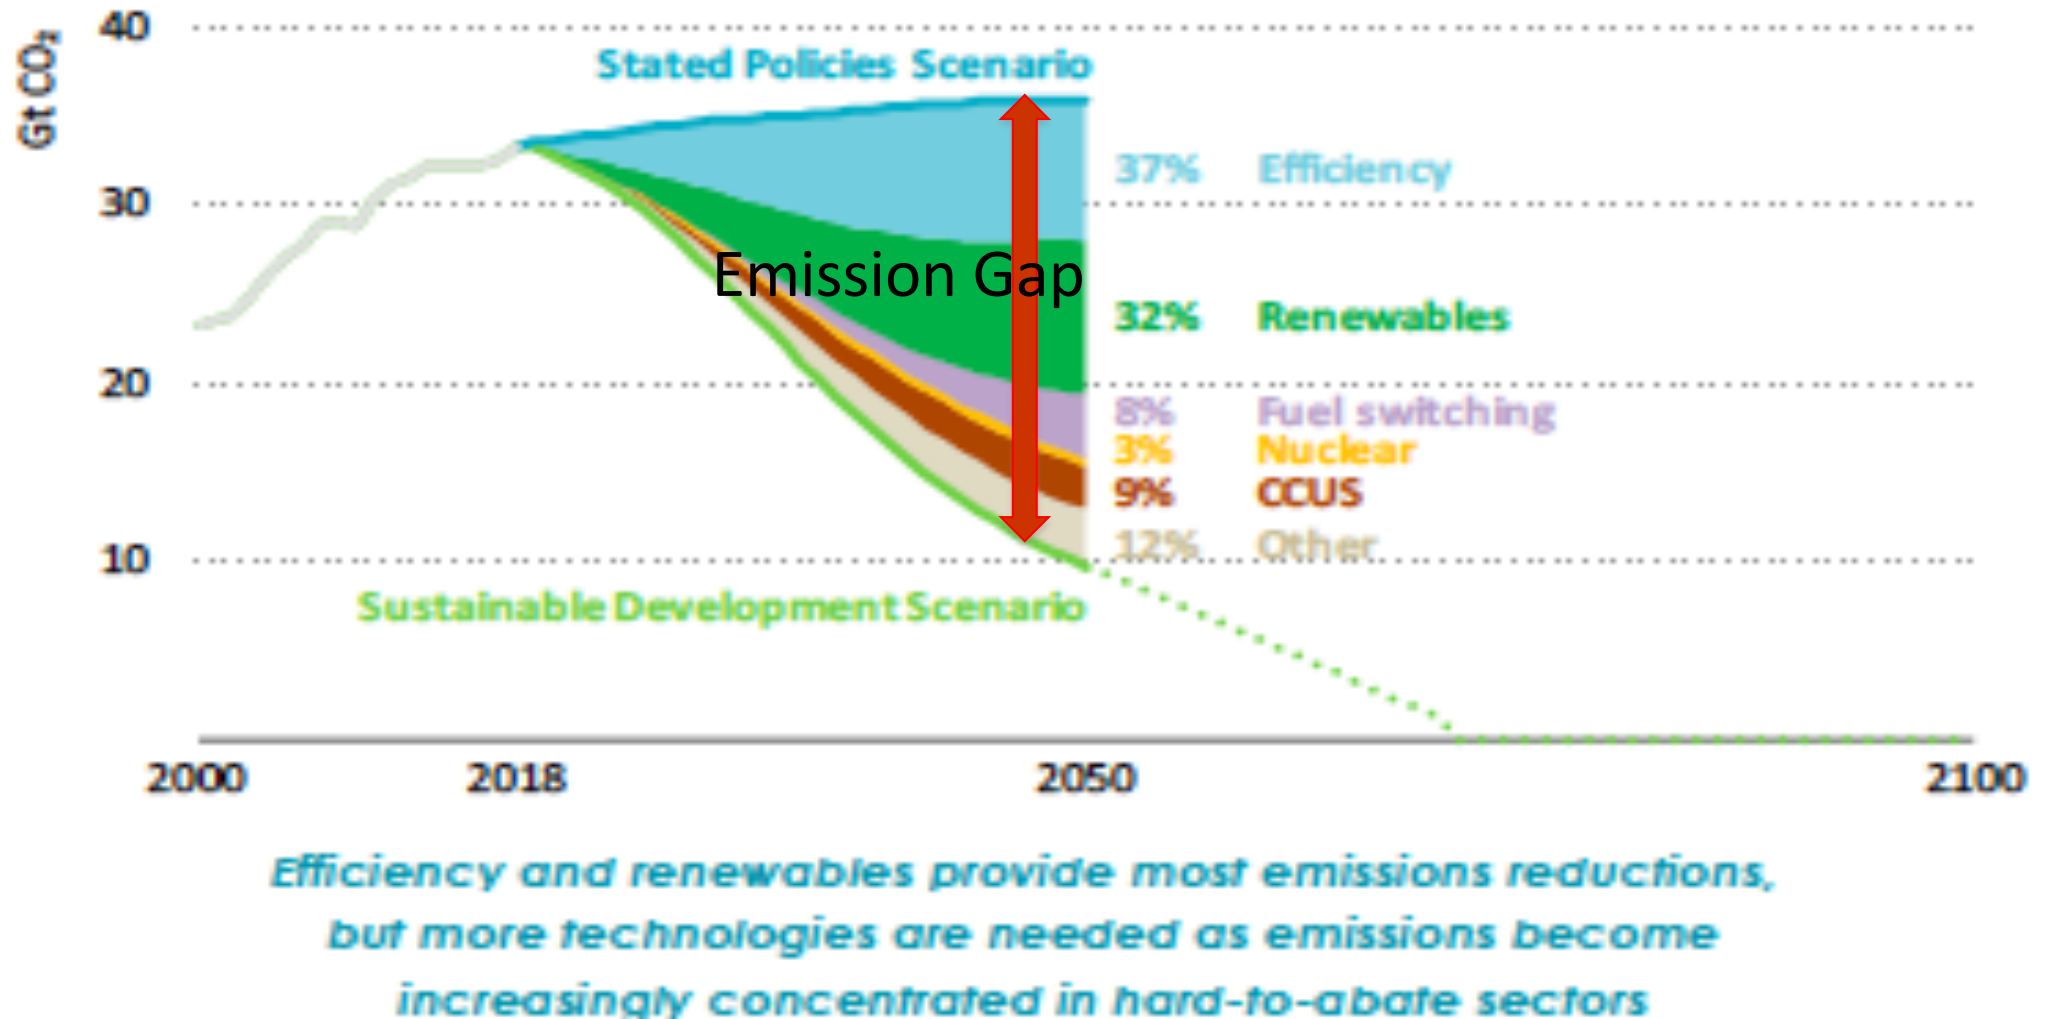 40
Gt CO₂
Stated Policies Scenario
37% Efficiency
30
Emission Gap
32% Renewables
20
8% Fuel switching
3% Nuclear
9% CCUS
12% Other
10
Sustainable Development Scenario
2000 2018 2050 2100
Efficiency and renewables provide most emissions reductions,
but more technologies are needed as emissions become
increasingly concentrated in hard-to-abate sectors